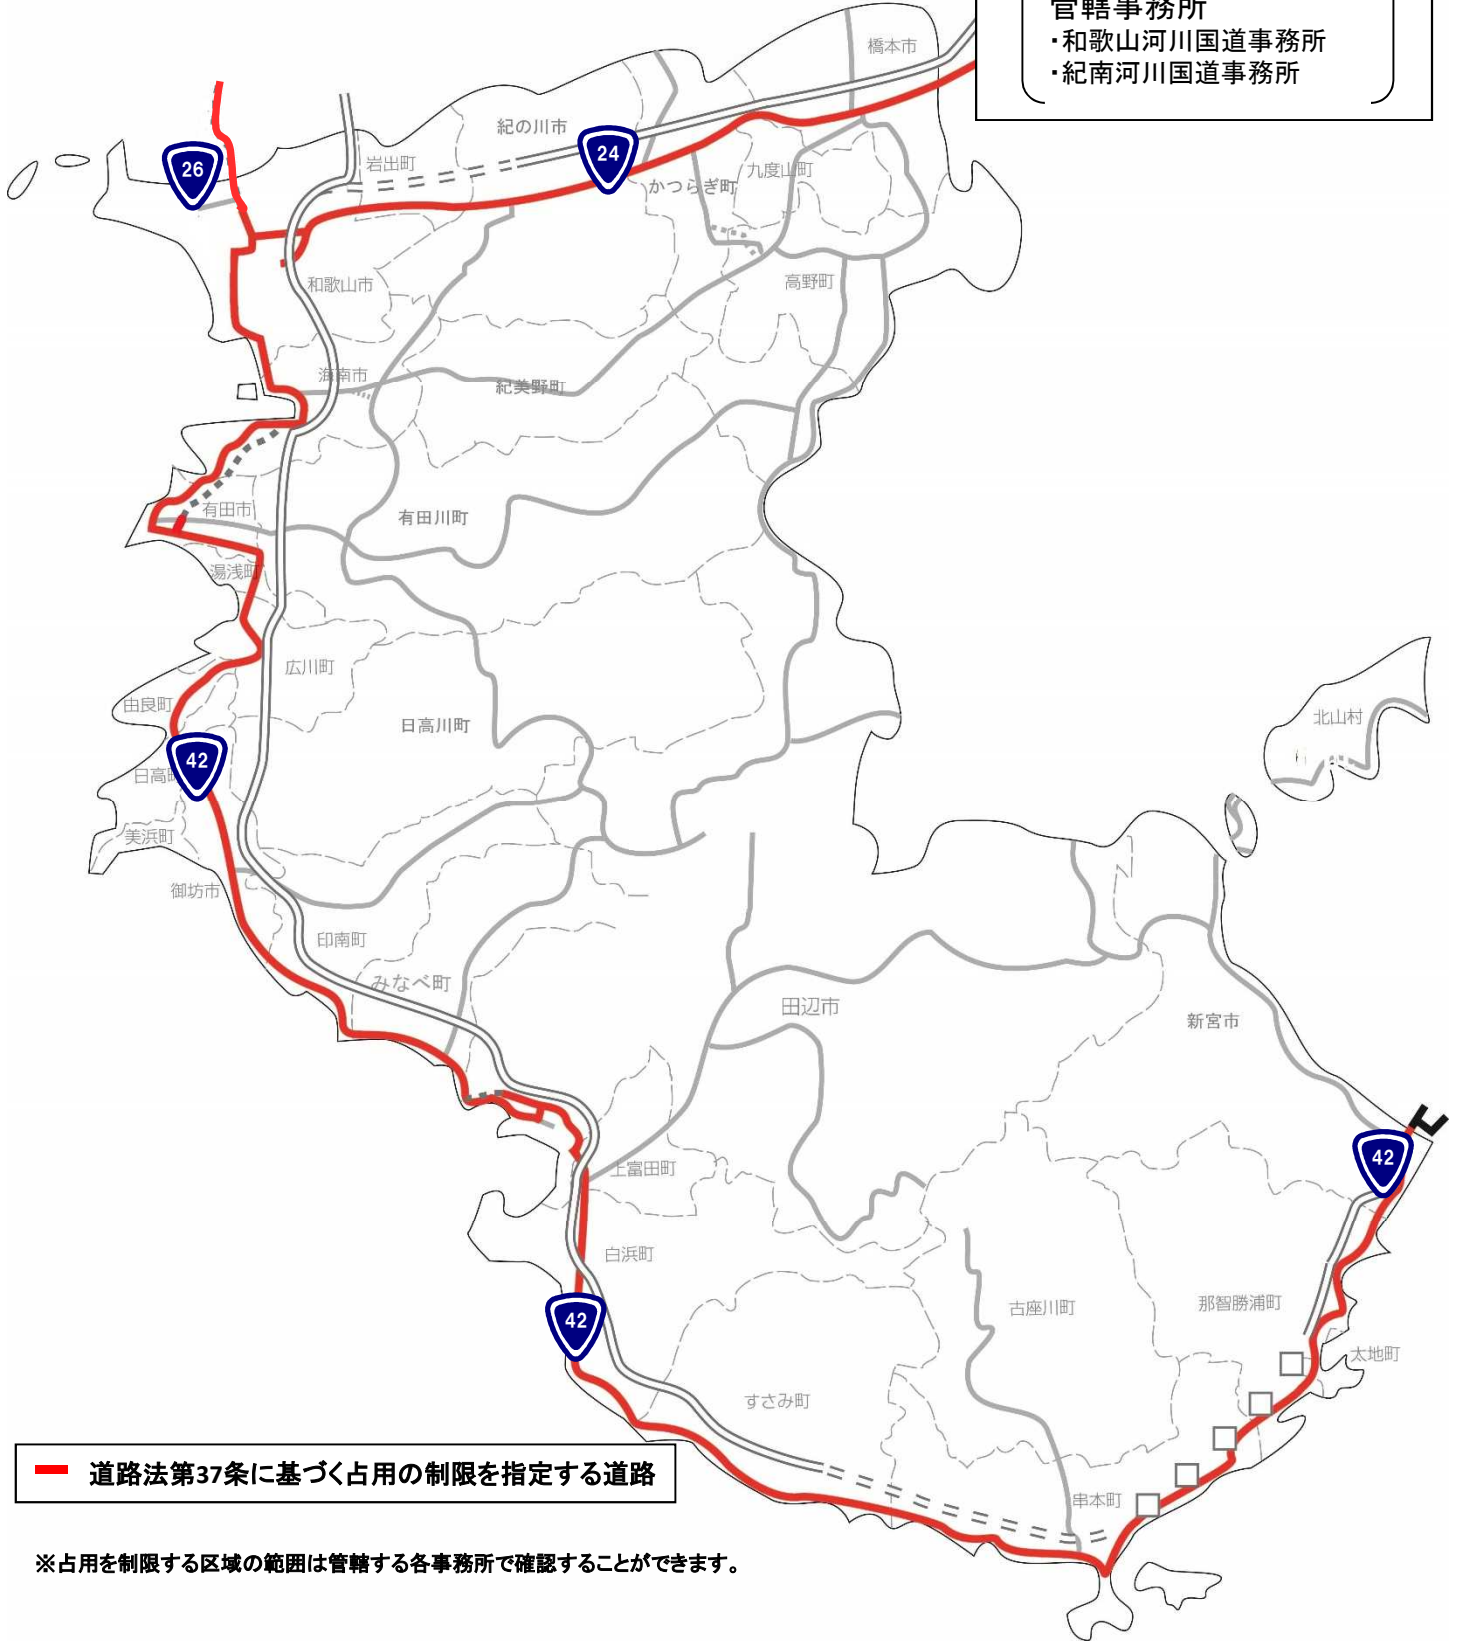 管轄事務所
・和歌山河川国道事務所
・紀南河川国道事務所
橋本市
紀の川市
24
岩出町
26
九度山町
かつらぎ町
和歌山市
高野町
海南市
紀美野町
有田市
有田川町
湯浅町
広川町
由良町
日高川町
北山村
42
日高町
美浜町
御坊市
印南町
みなべ町
田辺市
新宮市
42
上富田町
白浜町
那智勝浦町
古座川町
42
太地町
すさみ町
串本町
道路法第37条に基づく占用の制限を指定する道路
※占用を制限する区域の範囲は管轄する各事務所で確認することができます。